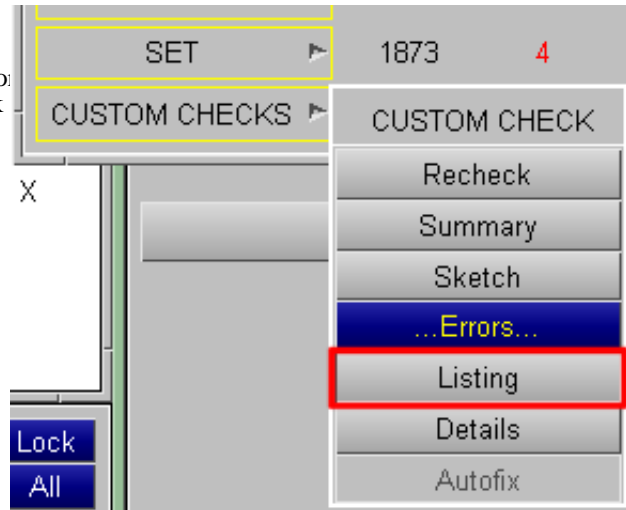 SET 1873 4
CUSTOM CHECKS
CUSTOM CHECK
Recheck
Summary
Sketch
...Errors...
Listing
Details
Autofix
X
Lock
All